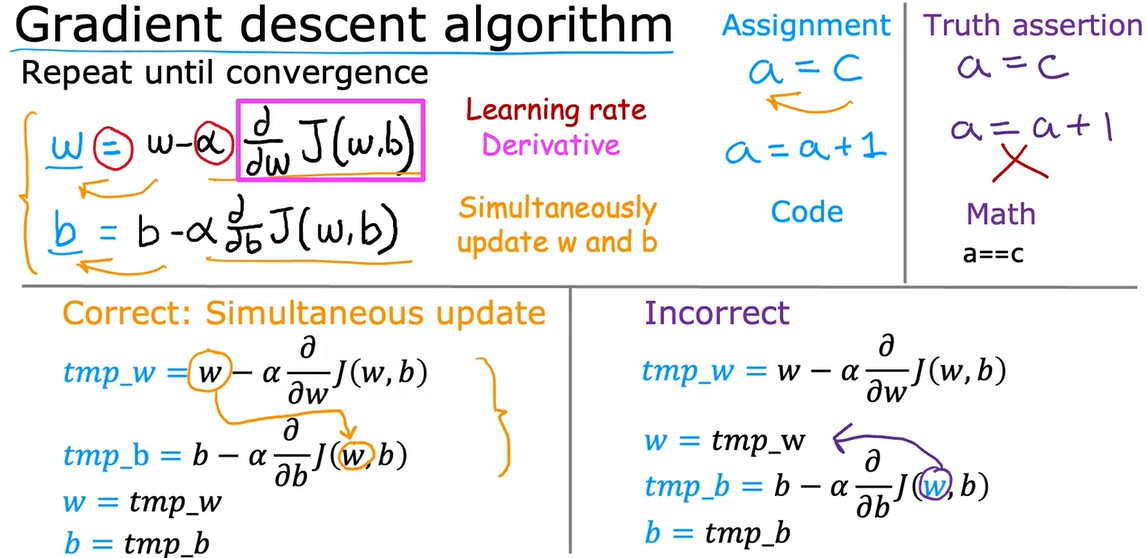 Gradient descent algorithm
Repeat until convergence
w = w - α ∂/∂w J(w,b)
b = b - α ∂/∂b J(w,b)
Learning rate
Derivative
Simultaneously
update w and b
Assignment
a = c
a = a + 1
Code
Truth assertion
a = c
a = a + 1
Math
a==c
Correct: Simultaneous update
tmp_w = w − α ∂/∂w J(w, b)
tmp_b = b − α ∂/∂b J(w, b)
w = tmp_w
b = tmp_b
Incorrect
tmp_w = w − α ∂/∂w J(w, b)
w = tmp_w
tmp_b = b − α ∂/∂b J(w, b)
b = tmp_b